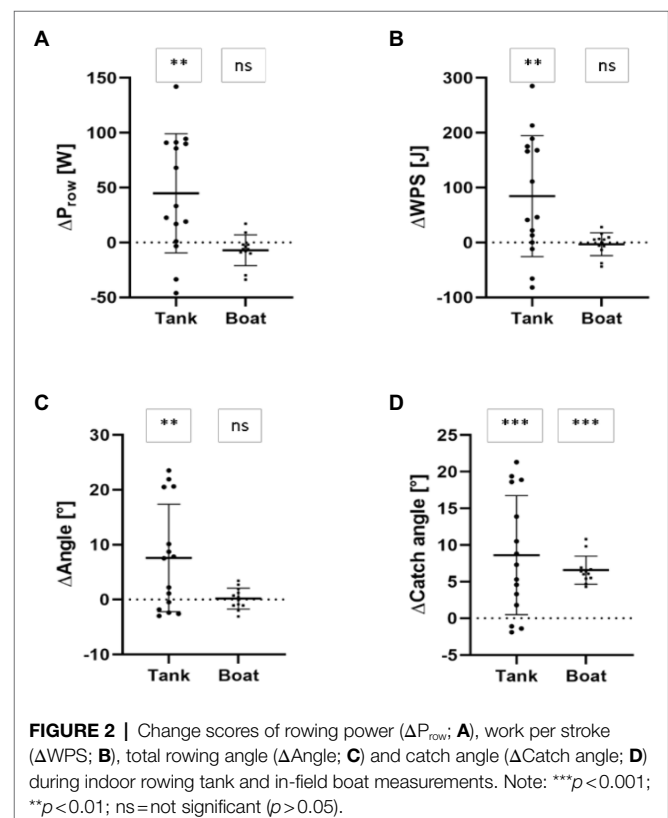 A
** ns
ΔP_row [W]
150
100
50
0
-50
Tank Boat
B
** ns
ΔWPS [J]
300
200
100
0
-100
Tank Boat
C
** ns
ΔAngle [°]
30
20
10
0
-10
Tank Boat
D
*** ***
ΔCatch angle [°]
25
20
15
10
5
0
-5
Tank Boat
FIGURE 2 | Change scores of rowing power (ΔP_row; A), work per stroke
(ΔWPS; B), total rowing angle (ΔAngle; C) and catch angle (ΔCatch angle; D)
during indoor rowing tank and in-field boat measurements. Note: ***p<0.001;
**p<0.01; ns=not significant (p>0.05).